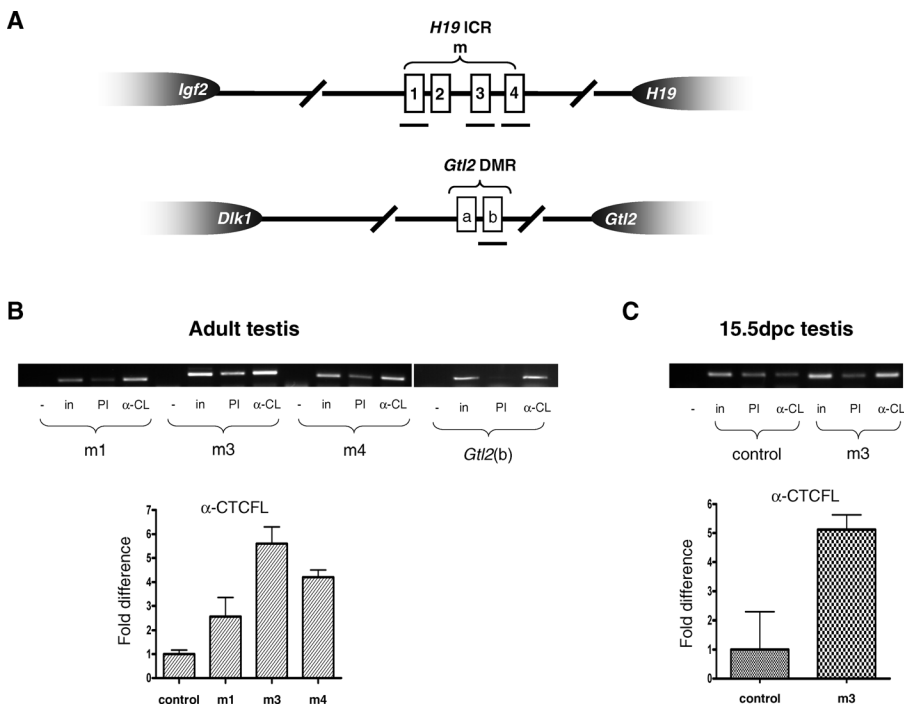 A
H19 ICR
m
Igf2
1 2 3 4
H19
Gtl2 DMR
Dlk1
a b
Gtl2
B
Adult testis
- in PI α-CL - in PI α-CL - in PI α-CL - in PI α-CL
m1 m3 m4 Gtl2(b)
α-CTCFL
Fold difference
7
6
5
4
3
2
1
0
control m1 m3 m4
C
15.5dpc testis
- in PI α-CL in PI α-CL
control m3
α-CTCFL
Fold difference
6
5
4
3
2
1
0
control m3